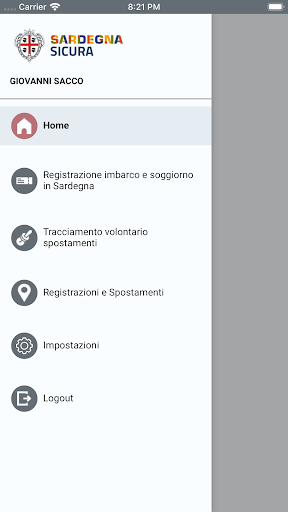 Carrier
8:21 PM
SARDEGNA
SICURA
GIOVANNI SACCO
Home
Registrazione imbarco e soggiorno
in Sardegna
Tracciamento volontario
spostamenti
Registrazioni e Spostamenti
Impostazioni
Logout